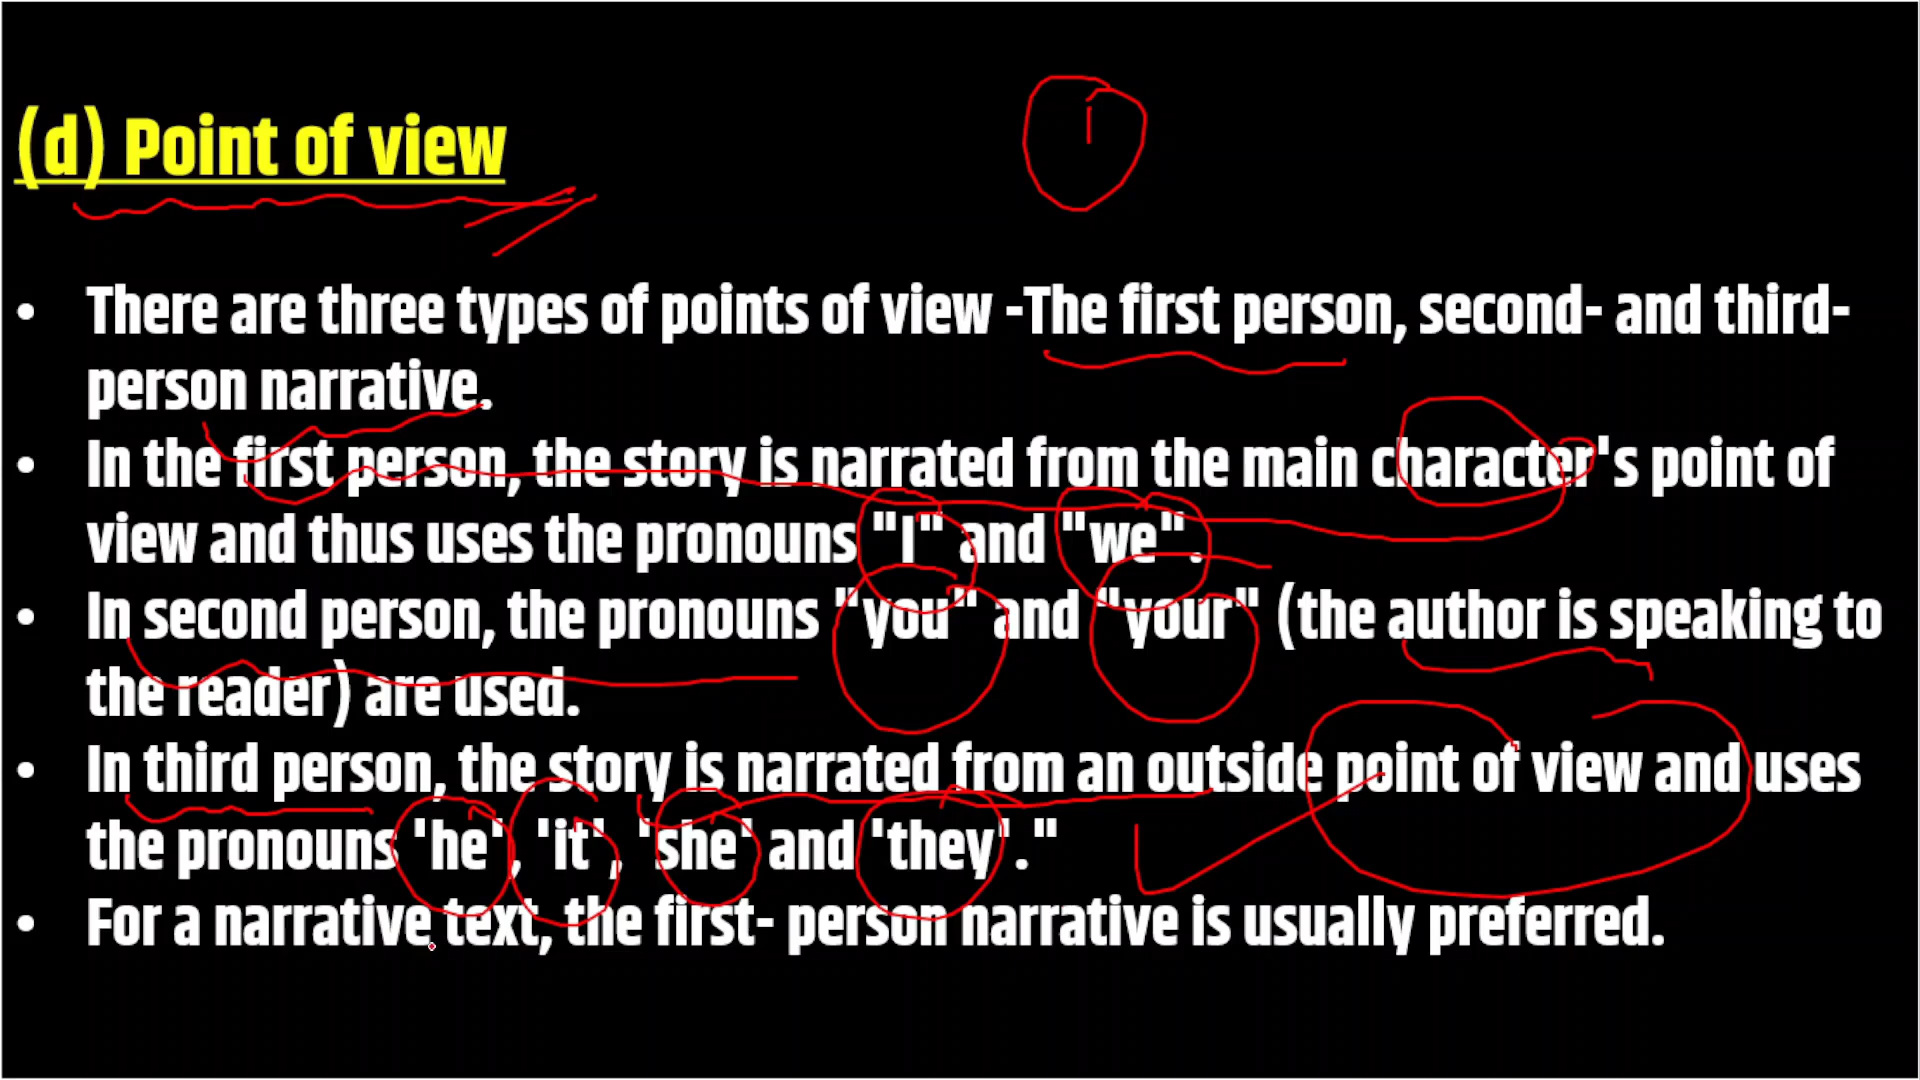 (d) Point of view
• There are three types of points of view -The first person, second- and third-
person narrative.
• In the first person, the story is narrated from the main character's point of
view and thus uses the pronouns "I" and "we".
• In second person, the pronouns "you" and "your" (the author is speaking to
the reader) are used.
• In third person, the story is narrated from an outside point of view and uses
the pronouns 'he', 'it', 'she' and 'they'."
• For a narrative text, the first- person narrative is usually preferred.